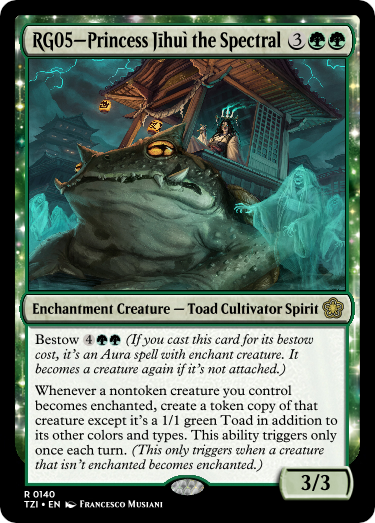 RG05—Princess Jīhuì the Spectral 3
Enchantment Creature — Toad Cultivator Spirit
Bestow 4 (If you cast this card for its bestow
cost, it's an Aura spell with enchant creature. It
becomes a creature again if it's not attached.)
Whenever a nontoken creature you control
becomes enchanted, create a token copy of that
creature except it's a 1/1 green Toad in addition to
its other colors and types. This ability triggers only
once each turn. (This only triggers when a creature
that isn't enchanted becomes enchanted.)
3/3
R 0140
TZI • EN Francesco Musiani